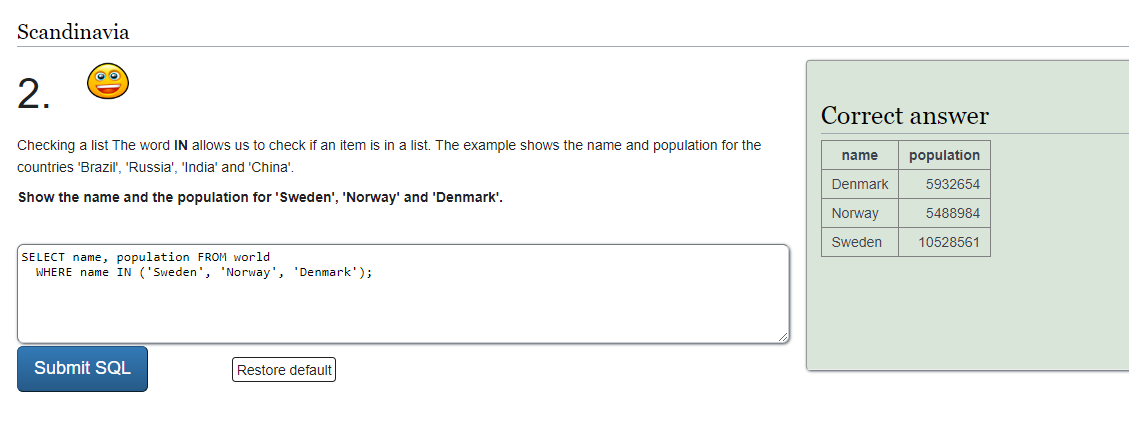 Scandinavia
2.
Checking a list The word IN allows us to check if an item is in a list. The example shows the name and population for the
countries 'Brazil', 'Russia', 'India' and 'China'.
Show the name and the population for 'Sweden', 'Norway' and 'Denmark'.
SELECT name, population FROM world
  WHERE name IN ('Sweden', 'Norway', 'Denmark');
Submit SQL
Restore default
Correct answer
name population
Denmark 5932654
Norway 5488984
Sweden 10528561